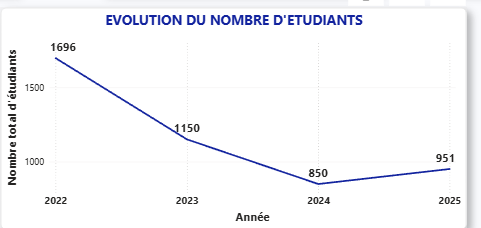 EVOLUTION DU NOMBRE D'ETUDIANTS
Nombre total d'étudiants
1696
1500
1150
1000
850
951
2022 2023 2024 2025
Année